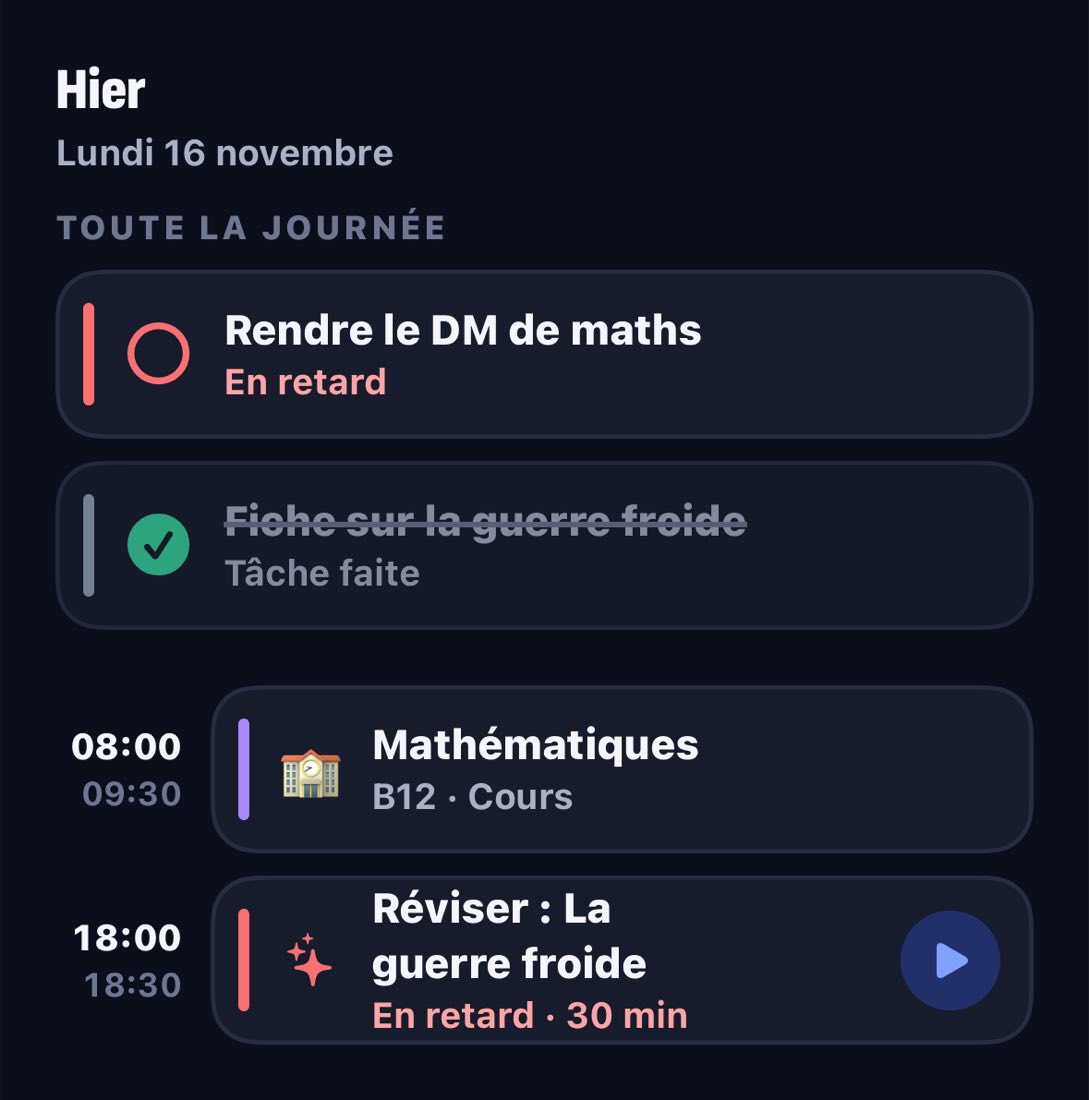 Hier
Lundi 16 novembre
TOUTE LA JOURNÉE
Rendre le DM de maths
En retard
Fiche sur la guerre froide
Tâche faite
08:00
09:30
Mathématiques
B12 · Cours
18:00
18:30
Réviser : La
guerre froide
En retard · 30 min